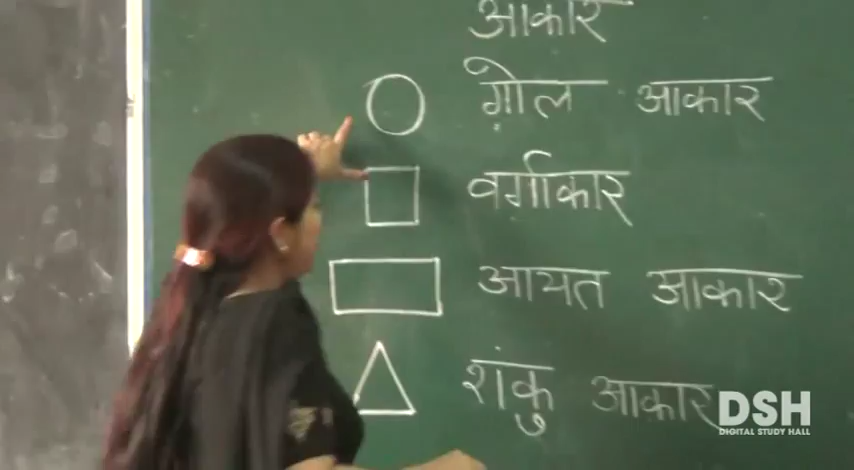 आकार
गोल आकार
वर्गाकार
आयत आकार
शंकु आकार
DSH
DIGITAL STUDY HALL